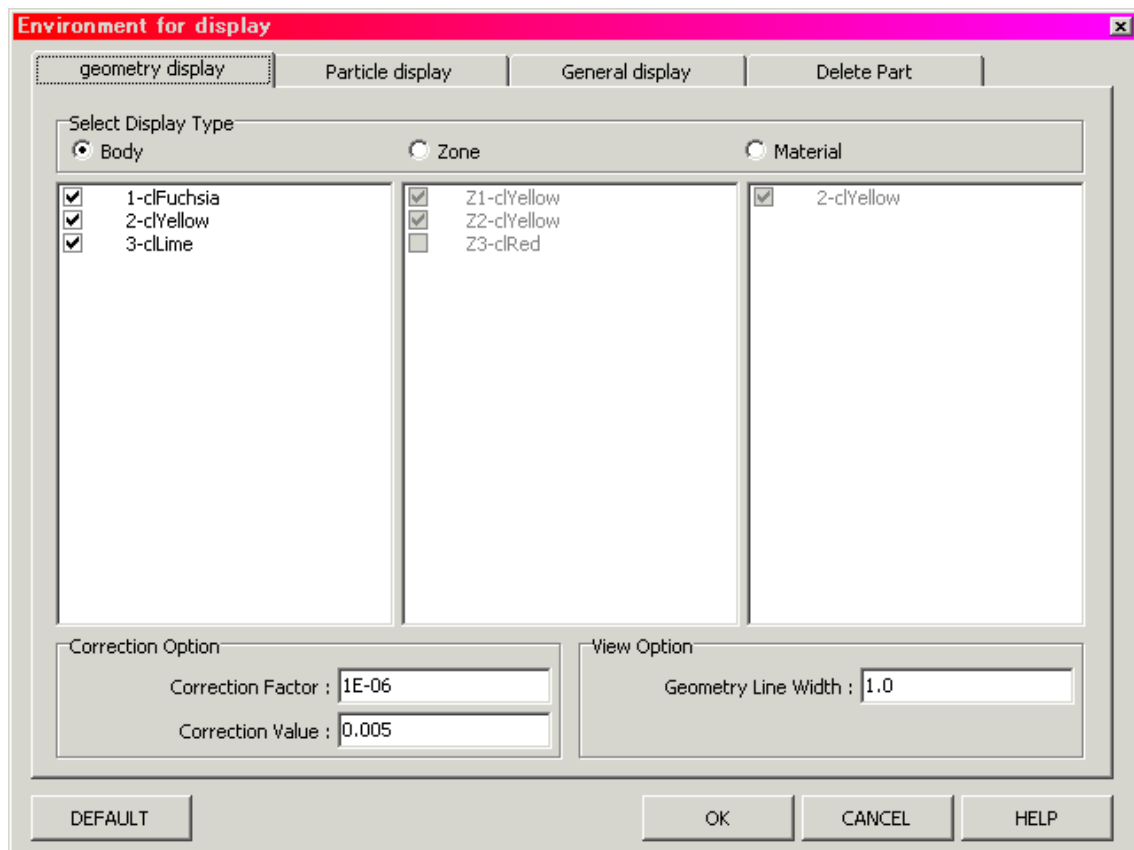 Environment for display
geometry display Particle display General display Delete Part
Select Display Type
Body Zone Material
1-clFuchsia Z1-clYellow 2-clYellow
2-clYellow Z2-clYellow
3-clLime Z3-clRed
Correction Option View Option
Correction Factor : 1E-06 Geometry Line Width : 1.0
Correction Value : 0.005
DEFAULT OK CANCEL HELP